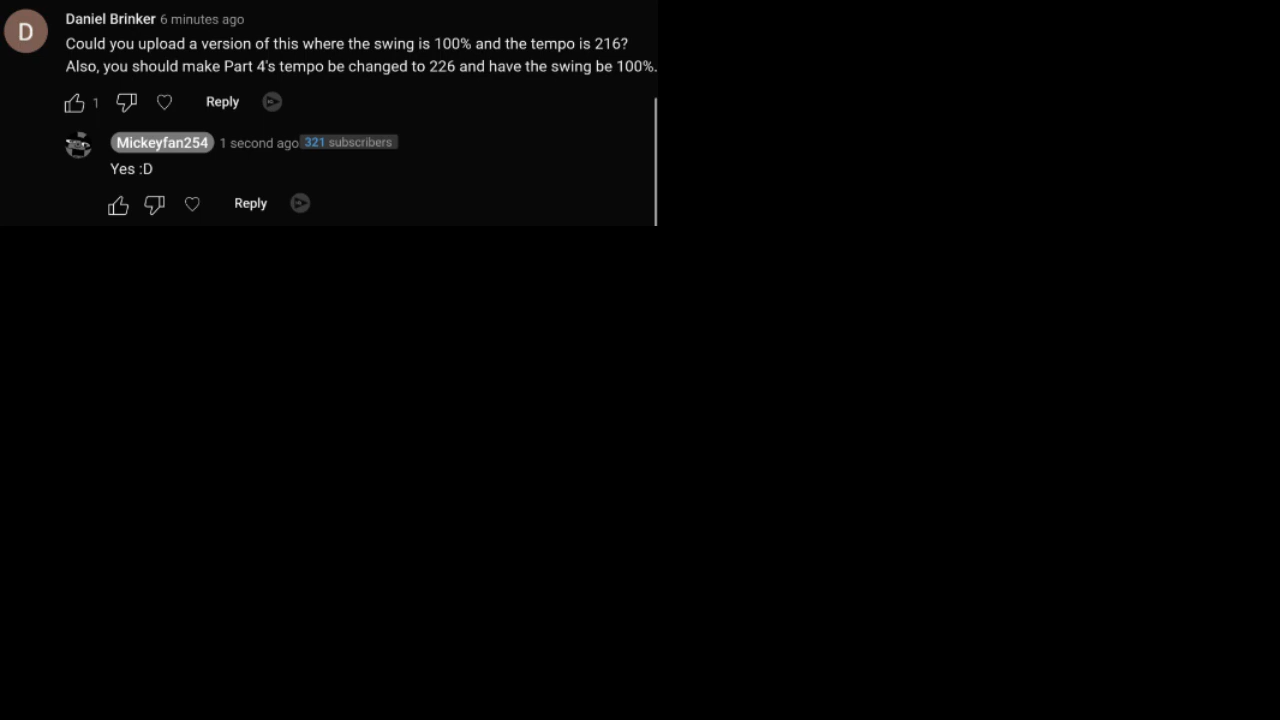 D
Daniel Brinker 6 minutes ago
Could you upload a version of this where the swing is 100% and the tempo is 216?
Also, you should make Part 4's tempo be changed to 226 and have the swing be 100%.
1 Reply
Mickeyfan254 1 second ago 321 subscribers
Yes :D
Reply